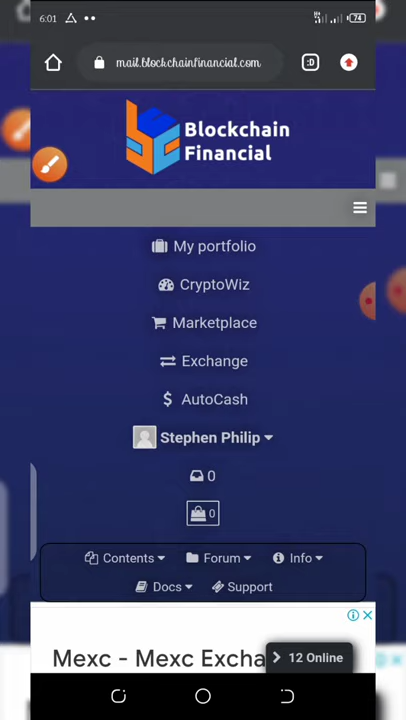 6:01
74
:D
mail.blockchainfinancial.com
Blockchain
Financial
My portfolio
CryptoWiz
Marketplace
Exchange
AutoCash
Stephen Philip
0
0
Contents Forum Info
Docs Support
Mexc - Mexc Excha
12 Online